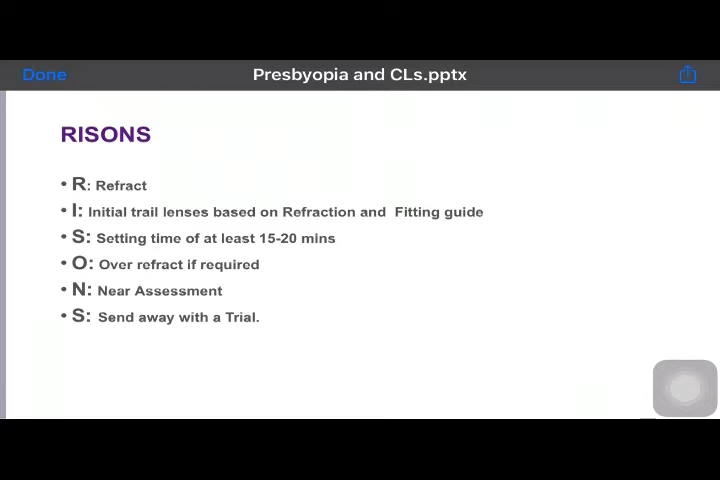 Done Presbyopia and CLs.pptx
RISONS
• R: Refract
• I: Initial trail lenses based on Refraction and Fitting guide
• S: Setting time of at least 15-20 mins
• O: Over refract if required
• N: Near Assessment
• S: Send away with a Trial.